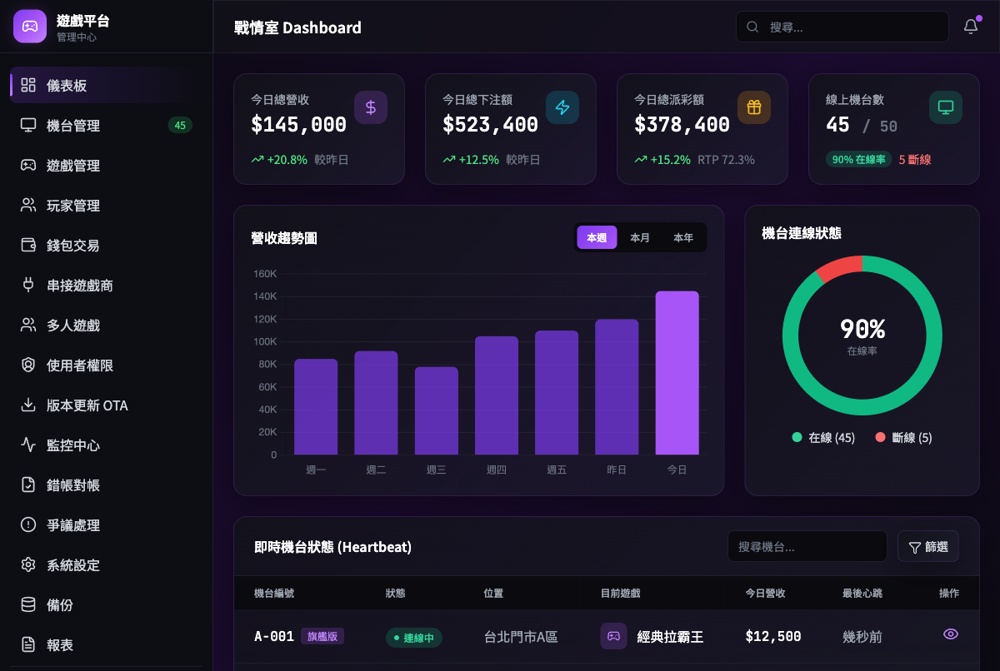 遊戲平台
管理中心
戰情室 Dashboard
搜尋...
儀表板
機台管理 45
遊戲管理
玩家管理
錢包交易
串接遊戲商
多人遊戲
使用者權限
版本更新 OTA
監控中心
錯帳對帳
爭議處理
系統設定
備份
報表
今日總營收
$145,000
+20.8% 較昨日
今日總下注額
$523,400
+12.5% 較昨日
今日總派彩額
$378,400
+15.2% RTP 72.3%
線上機台數
45 / 50
90% 在線率 5 斷線
營收趨勢圖
本週 本月 本年
160K
140K
120K
100K
80K
60K
40K
20K
0
週一 週二 週三 週四 週五 昨日 今日
機台連線狀態
90%
在線率
在線 (45) 斷線 (5)
即時機台狀態 (Heartbeat)
搜尋機台...
篩選
機台編號 狀態 位置 目前遊戲 今日營收 最後心跳 操作
A-001 旗艦版 連線中 台北門市A區 經典拉霸王 $12,500 幾秒前